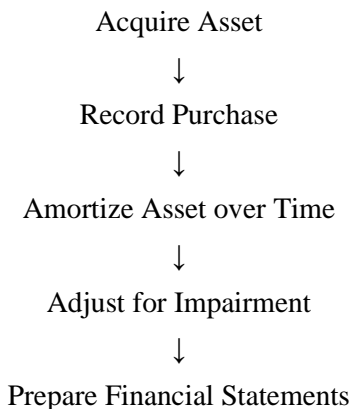 Acquire Asset
↓
Record Purchase
↓
Amortize Asset over Time
↓
Adjust for Impairment
↓
Prepare Financial Statements